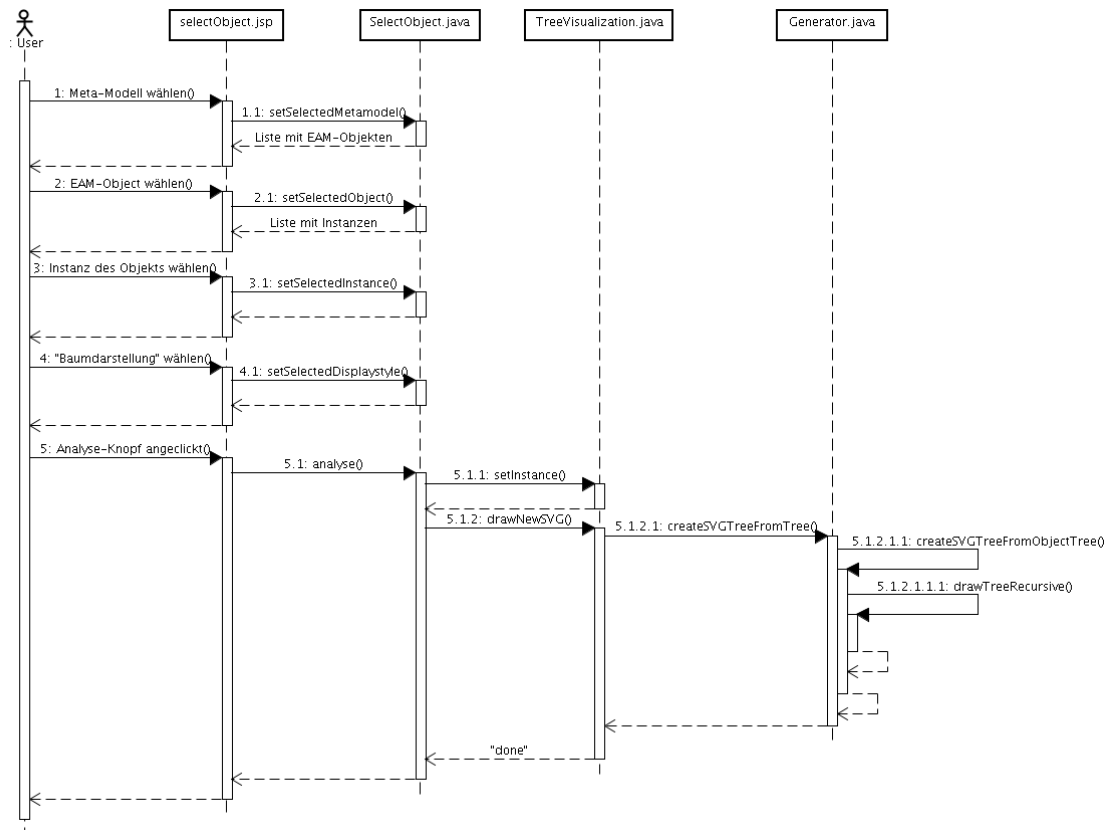 selectObject.jsp
SelectObject.java
TreeVisualization.java
Generator.java
: User
1: Meta-Modell wählen()
1.1: setSelectedMetamodel()
Liste mit EAM-Objekten
2: EAM-Object wählen()
2.1: setSelectedObject()
Liste mit Instanzen
3: Instanz des Objekts wählen()
3.1: setSelectedInstance()
4: "Baumdarstellung" wählen()
4.1: setSelectedDisplaystyle()
5: Analyse-Knopf angeclickt()
5.1: analyse()
5.1.1: setInstance()
5.1.2: drawNewSVG()
5.1.2.1: createSVGTreeFromTree()
5.1.2.1.1: createSVGTreeFromObjectTree()
5.1.2.1.1.1: drawTreeRecursive()
"done"